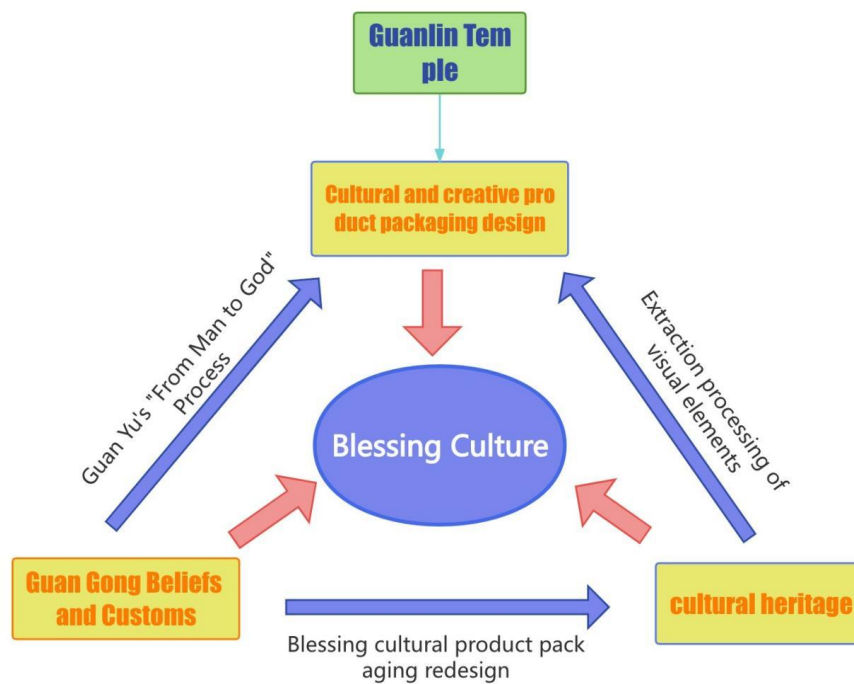 Guanlin Tem
ple
Cultural and creative pro
duct packaging design
Guan Yu's "From Man to God"
Process
Extraction processing of
visual elements
Blessing Culture
Guan Gong Beliefs
and Customs
cultural heritage
Blessing cultural product pack
aging redesign